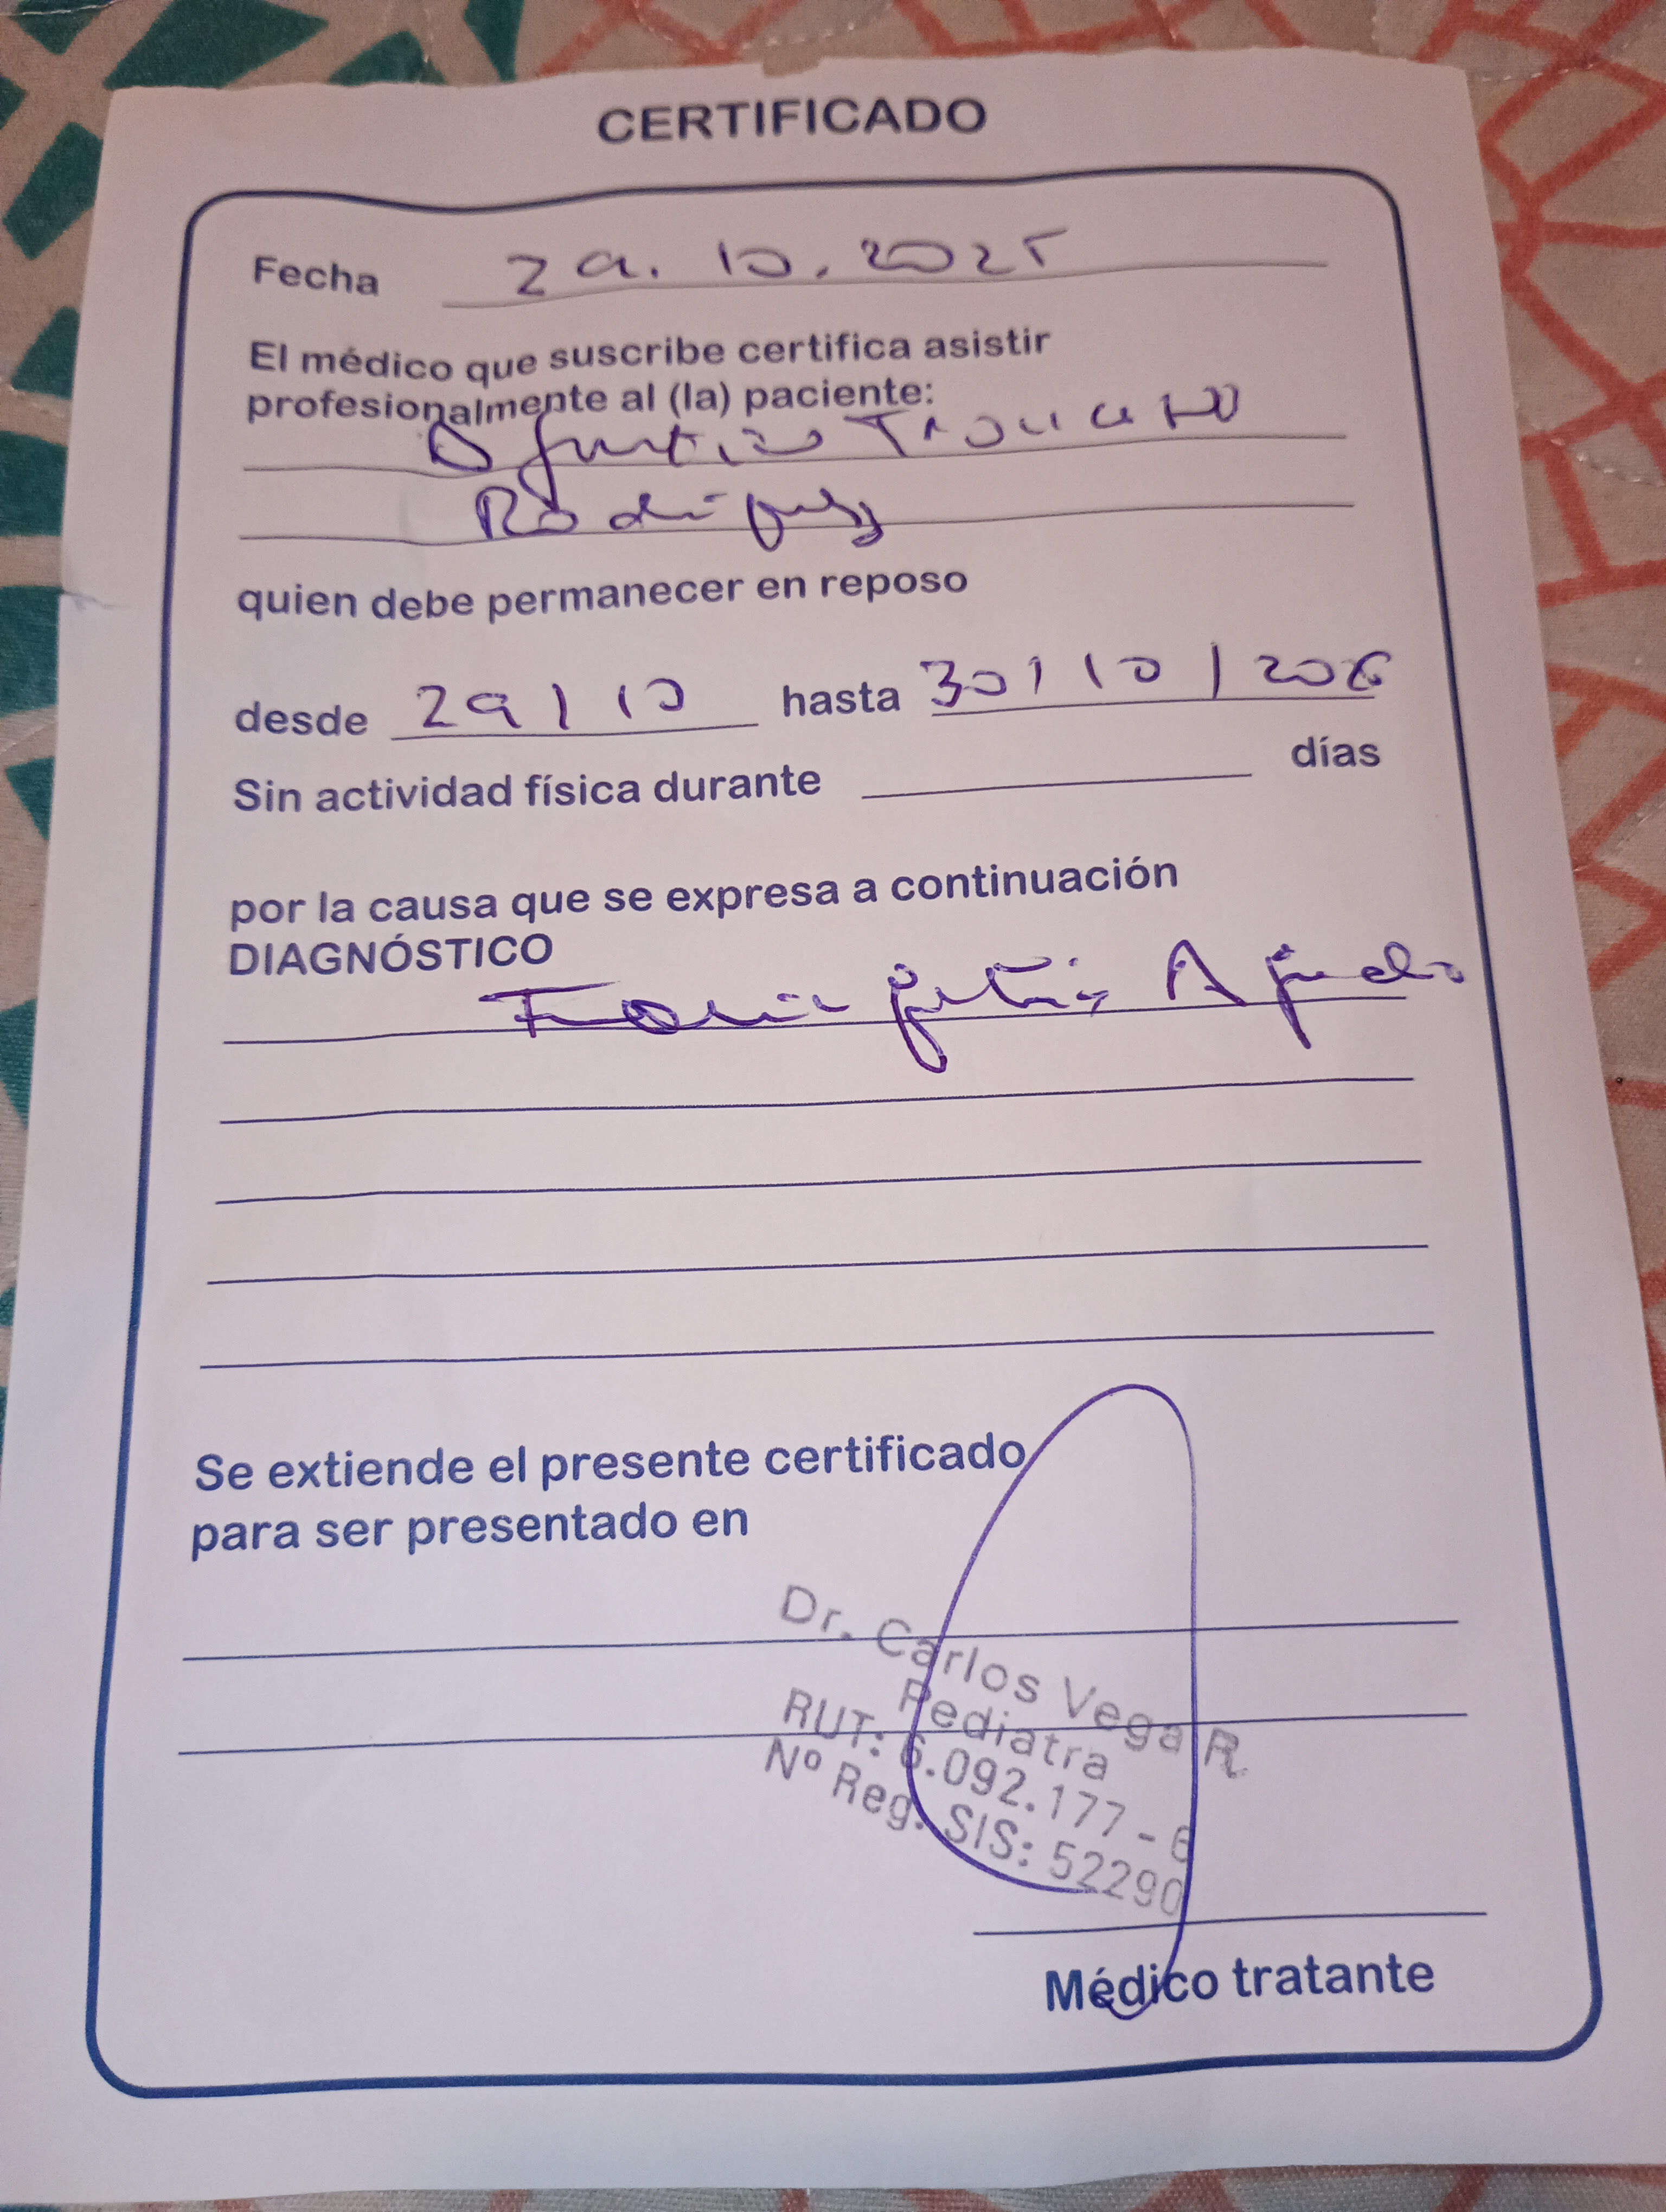 CERTIFICADO
Fecha 29.10.2025
El médico que suscribe certifica asistir
profesionalmente al (la) paciente:
Rodriguez
quien debe permanecer en reposo
desde 29/10 hasta 30/10/
Sin actividad física durante días
por la causa que se expresa a continuación
DIAGNÓSTICO
Aguda
Se extiende el presente certificado
para ser presentado en
Dr. Carlos Vega R.
Pediatra
RUT: 6.092.177-6
Nº Reg. SIS: 52290
Médico tratante